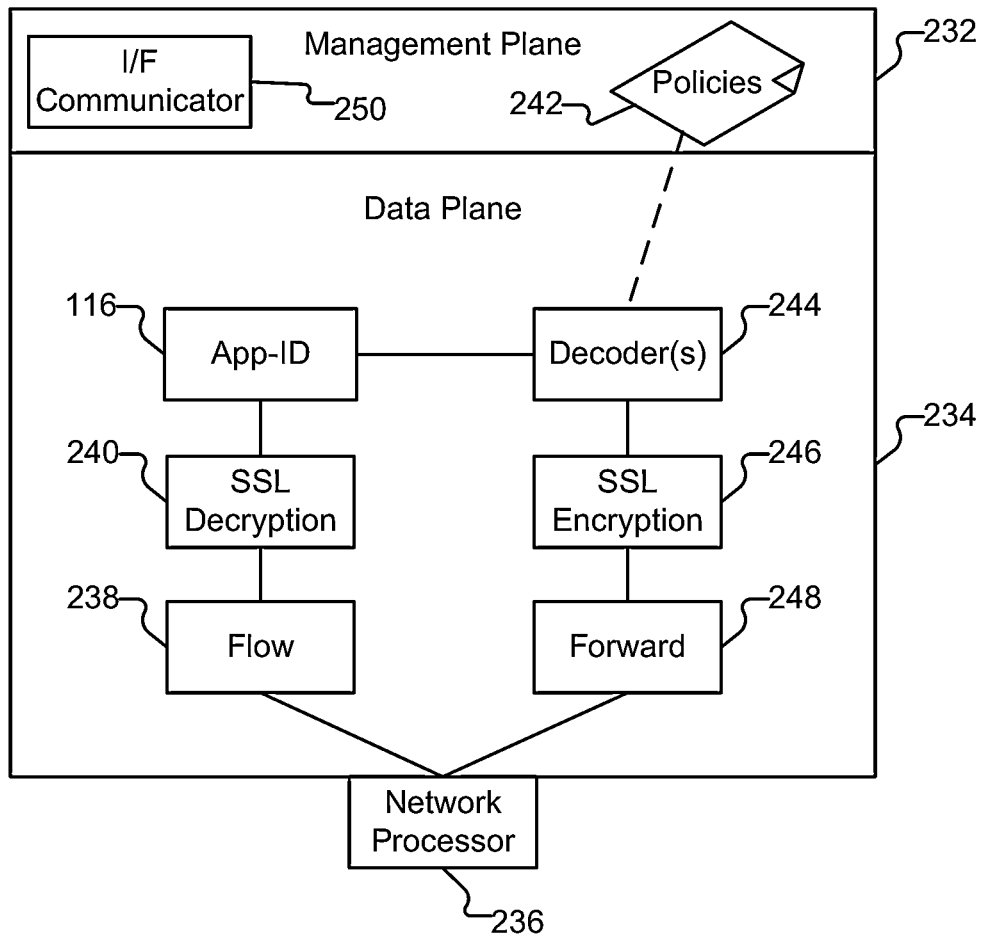 Management Plane
232
I/F
Communicator
250
242
Policies
Data Plane
116
App-ID
Decoder(s)
244
234
240
SSL
Decryption
SSL
Encryption
246
238
Flow
Forward
248
Network
Processor
236